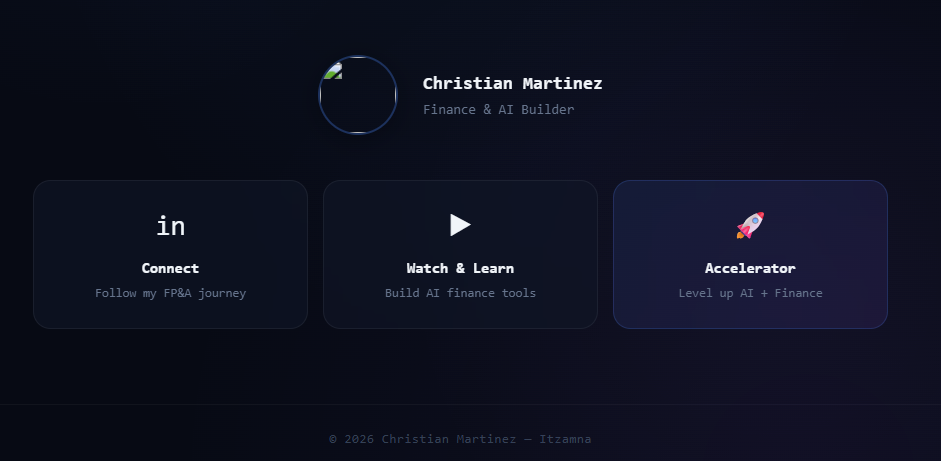 Christian Martinez
Finance & AI Builder
in
Connect
Follow my FP&A journey
Watch & Learn
Build AI finance tools
Accelerator
Level up AI + Finance
© 2026 Christian Martinez — Itzamna